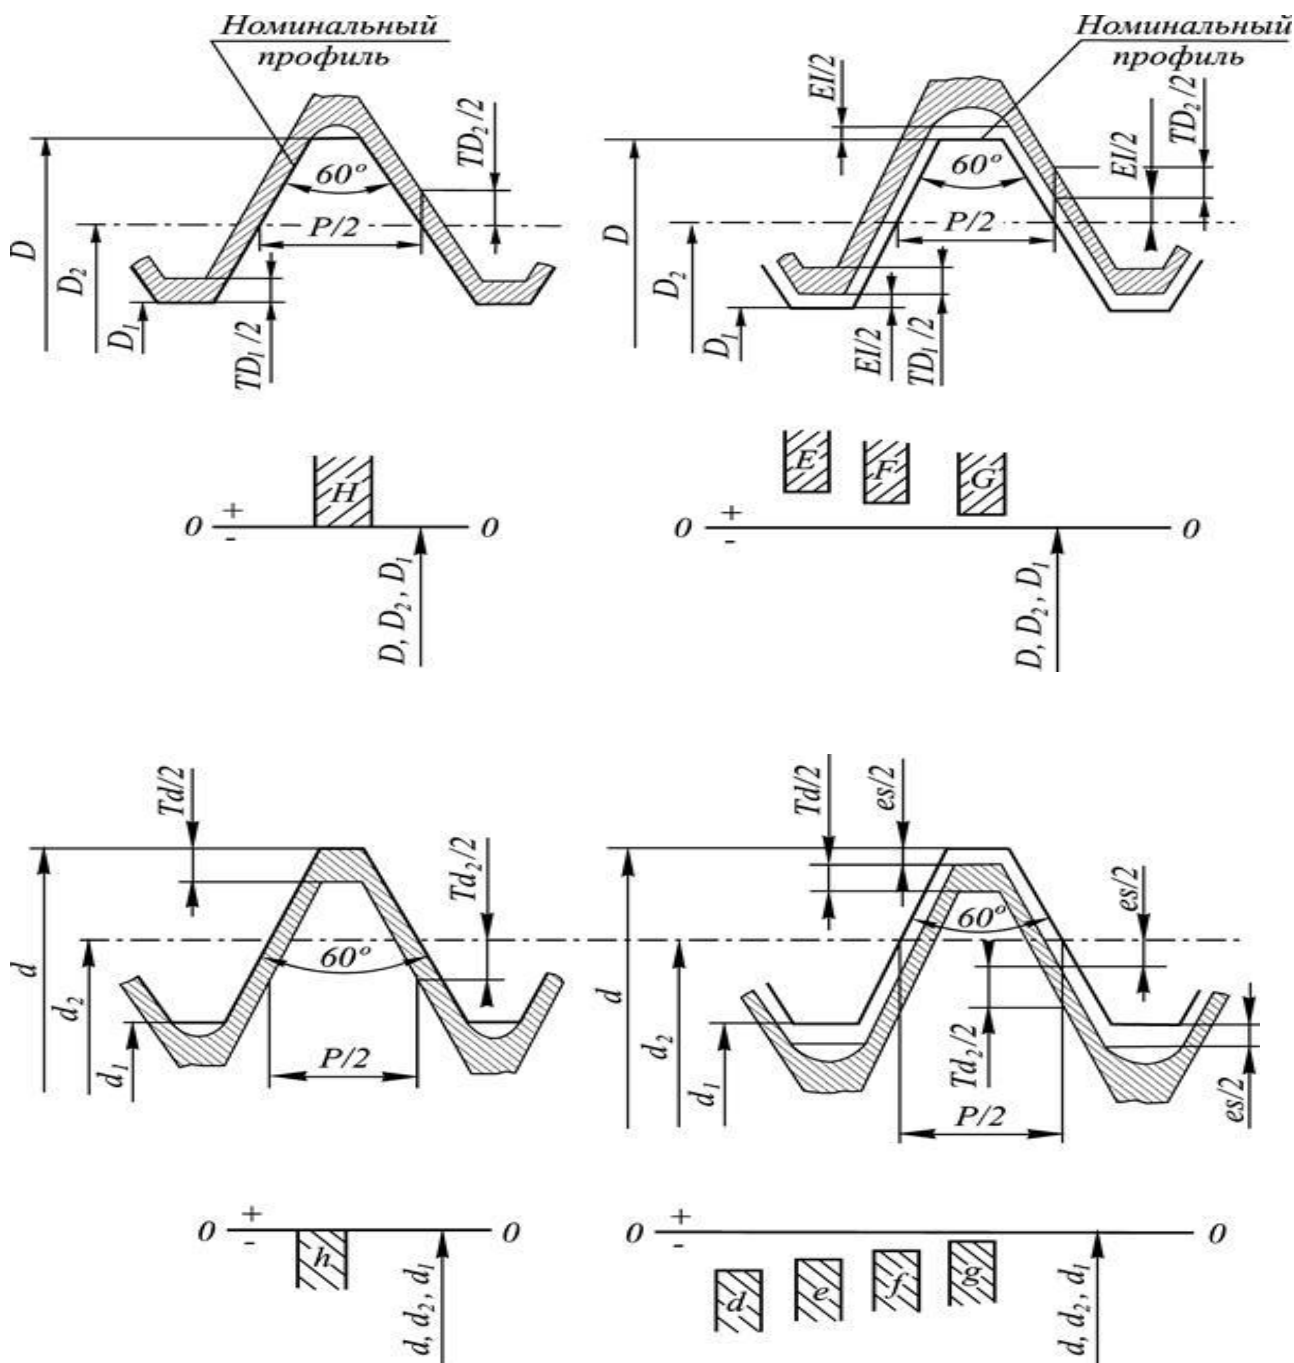 Номинальный
профиль
60°
P/2
TD₂/2
D
D₂
D₁
TD₁/2
Номинальный
профиль
EI/2
60°
P/2
EI/2
TD₂/2
D
D₂
D₁
EI/2
TD₁/2
H
0 + - 0
D, D₂, D₁
E F G
0 + - 0
D, D₂, D₁
Td/2
Td₂/2
60°
P/2
d
d₂
d₁
Td/2
es/2
es/2
60°
Td₂/2
P/2
es/2
d
d₂
d₁
0 + - 0
h
d, d₂, d₁
0 + - 0
d e f g
d, d₂, d₁